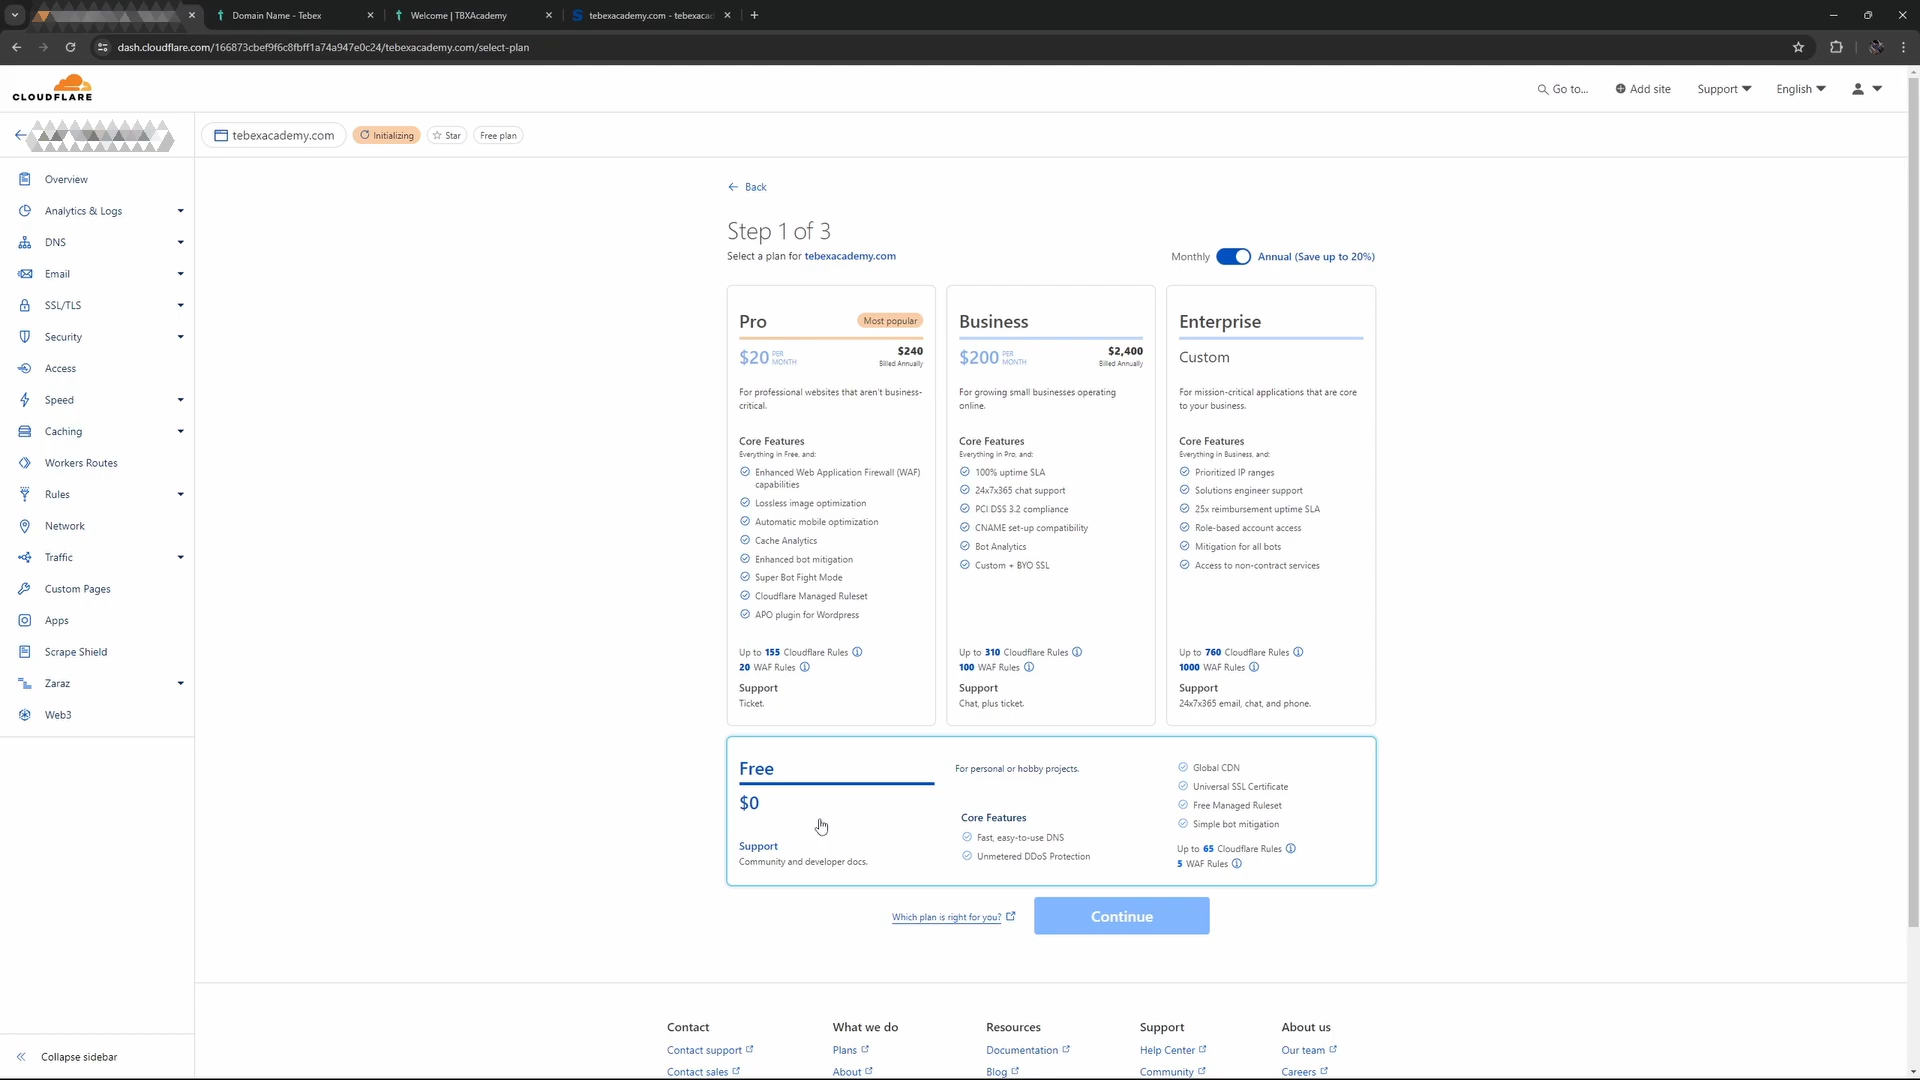 Domain Name - Tebex
Welcome | TBXAcademy
tebexacademy.com - tebexaca
dash.cloudflare.com/166873cbef9f6c8fbff1a74a947e0c24/tebexacademy.com/select-plan
CLOUDFLARE
Go to...
Add site
Support
English
tebexacademy.com
Initializing
Star
Free plan
Overview
Analytics & Logs
DNS
Email
SSL/TLS
Security
Access
Speed
Caching
Workers Routes
Rules
Network
Traffic
Custom Pages
Apps
Scrape Shield
Zaraz
Web3
Collapse sidebar
Back
Step 1 of 3
Select a plan for tebexacademy.com
Monthly
Annual (Save up to 20%)
Pro
Most popular
$20 PER MONTH
$240
Billed Annually
For professional websites that aren't business-
critical.
Core Features
Everything in Free, and:
Enhanced Web Application Firewall (WAF)
capabilities
Lossless image optimization
Automatic mobile optimization
Cache Analytics
Enhanced bot mitigation
Super Bot Fight Mode
Cloudflare Managed Ruleset
APO plugin for Wordpress
Up to 155 Cloudflare Rules
20 WAF Rules
Support
Ticket.
Business
$200 PER MONTH
$2,400
Billed Annually
For growing small businesses operating
online.
Core Features
Everything in Pro, and:
100% uptime SLA
24x7x365 chat support
PCI DSS 3.2 compliance
CNAME set-up compatibility
Bot Analytics
Custom + BYO SSL
Up to 310 Cloudflare Rules
100 WAF Rules
Support
Chat, plus ticket.
Enterprise
Custom
For mission-critical applications that are core
to your business.
Core Features
Everything in Business, and:
Prioritized IP ranges
Solutions engineer support
25x reimbursement uptime SLA
Role-based account access
Mitigation for all bots
Access to non-contract services
Up to 760 Cloudflare Rules
1000 WAF Rules
Support
24x7x365 email, chat, and phone.
Free
$0
Support
Community and developer docs.
For personal or hobby projects.
Core Features
Fast, easy-to-use DNS
Unmetered DDoS Protection
Global CDN
Universal SSL Certificate
Free Managed Ruleset
Simple bot mitigation
Up to 65 Cloudflare Rules
5 WAF Rules
Which plan is right for you?
Continue
Contact
Contact support
Contact sales
What we do
Plans
About
Resources
Documentation
Blog
Support
Help Center
Community
About us
Our team
Careers